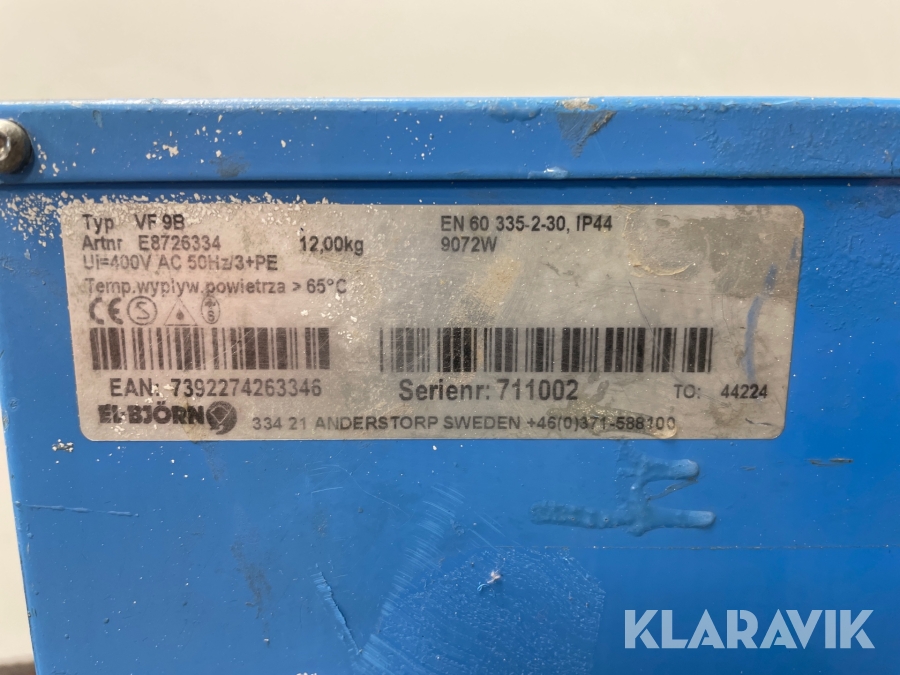 Typ VF 9B
Artnr E8726334 12,00kg
Ui=400V AC 50Hz/3+PE
Temp.wypływ.powietrza > 65°C
EN 60 335-2-30, IP44
9072W
CE S S
EAN: 7392274263346
Serienr: 711002
TO: 44224
EL-BJÖRN
334 21 ANDERSTORP SWEDEN +46(0)371-588100
KLARAVIK